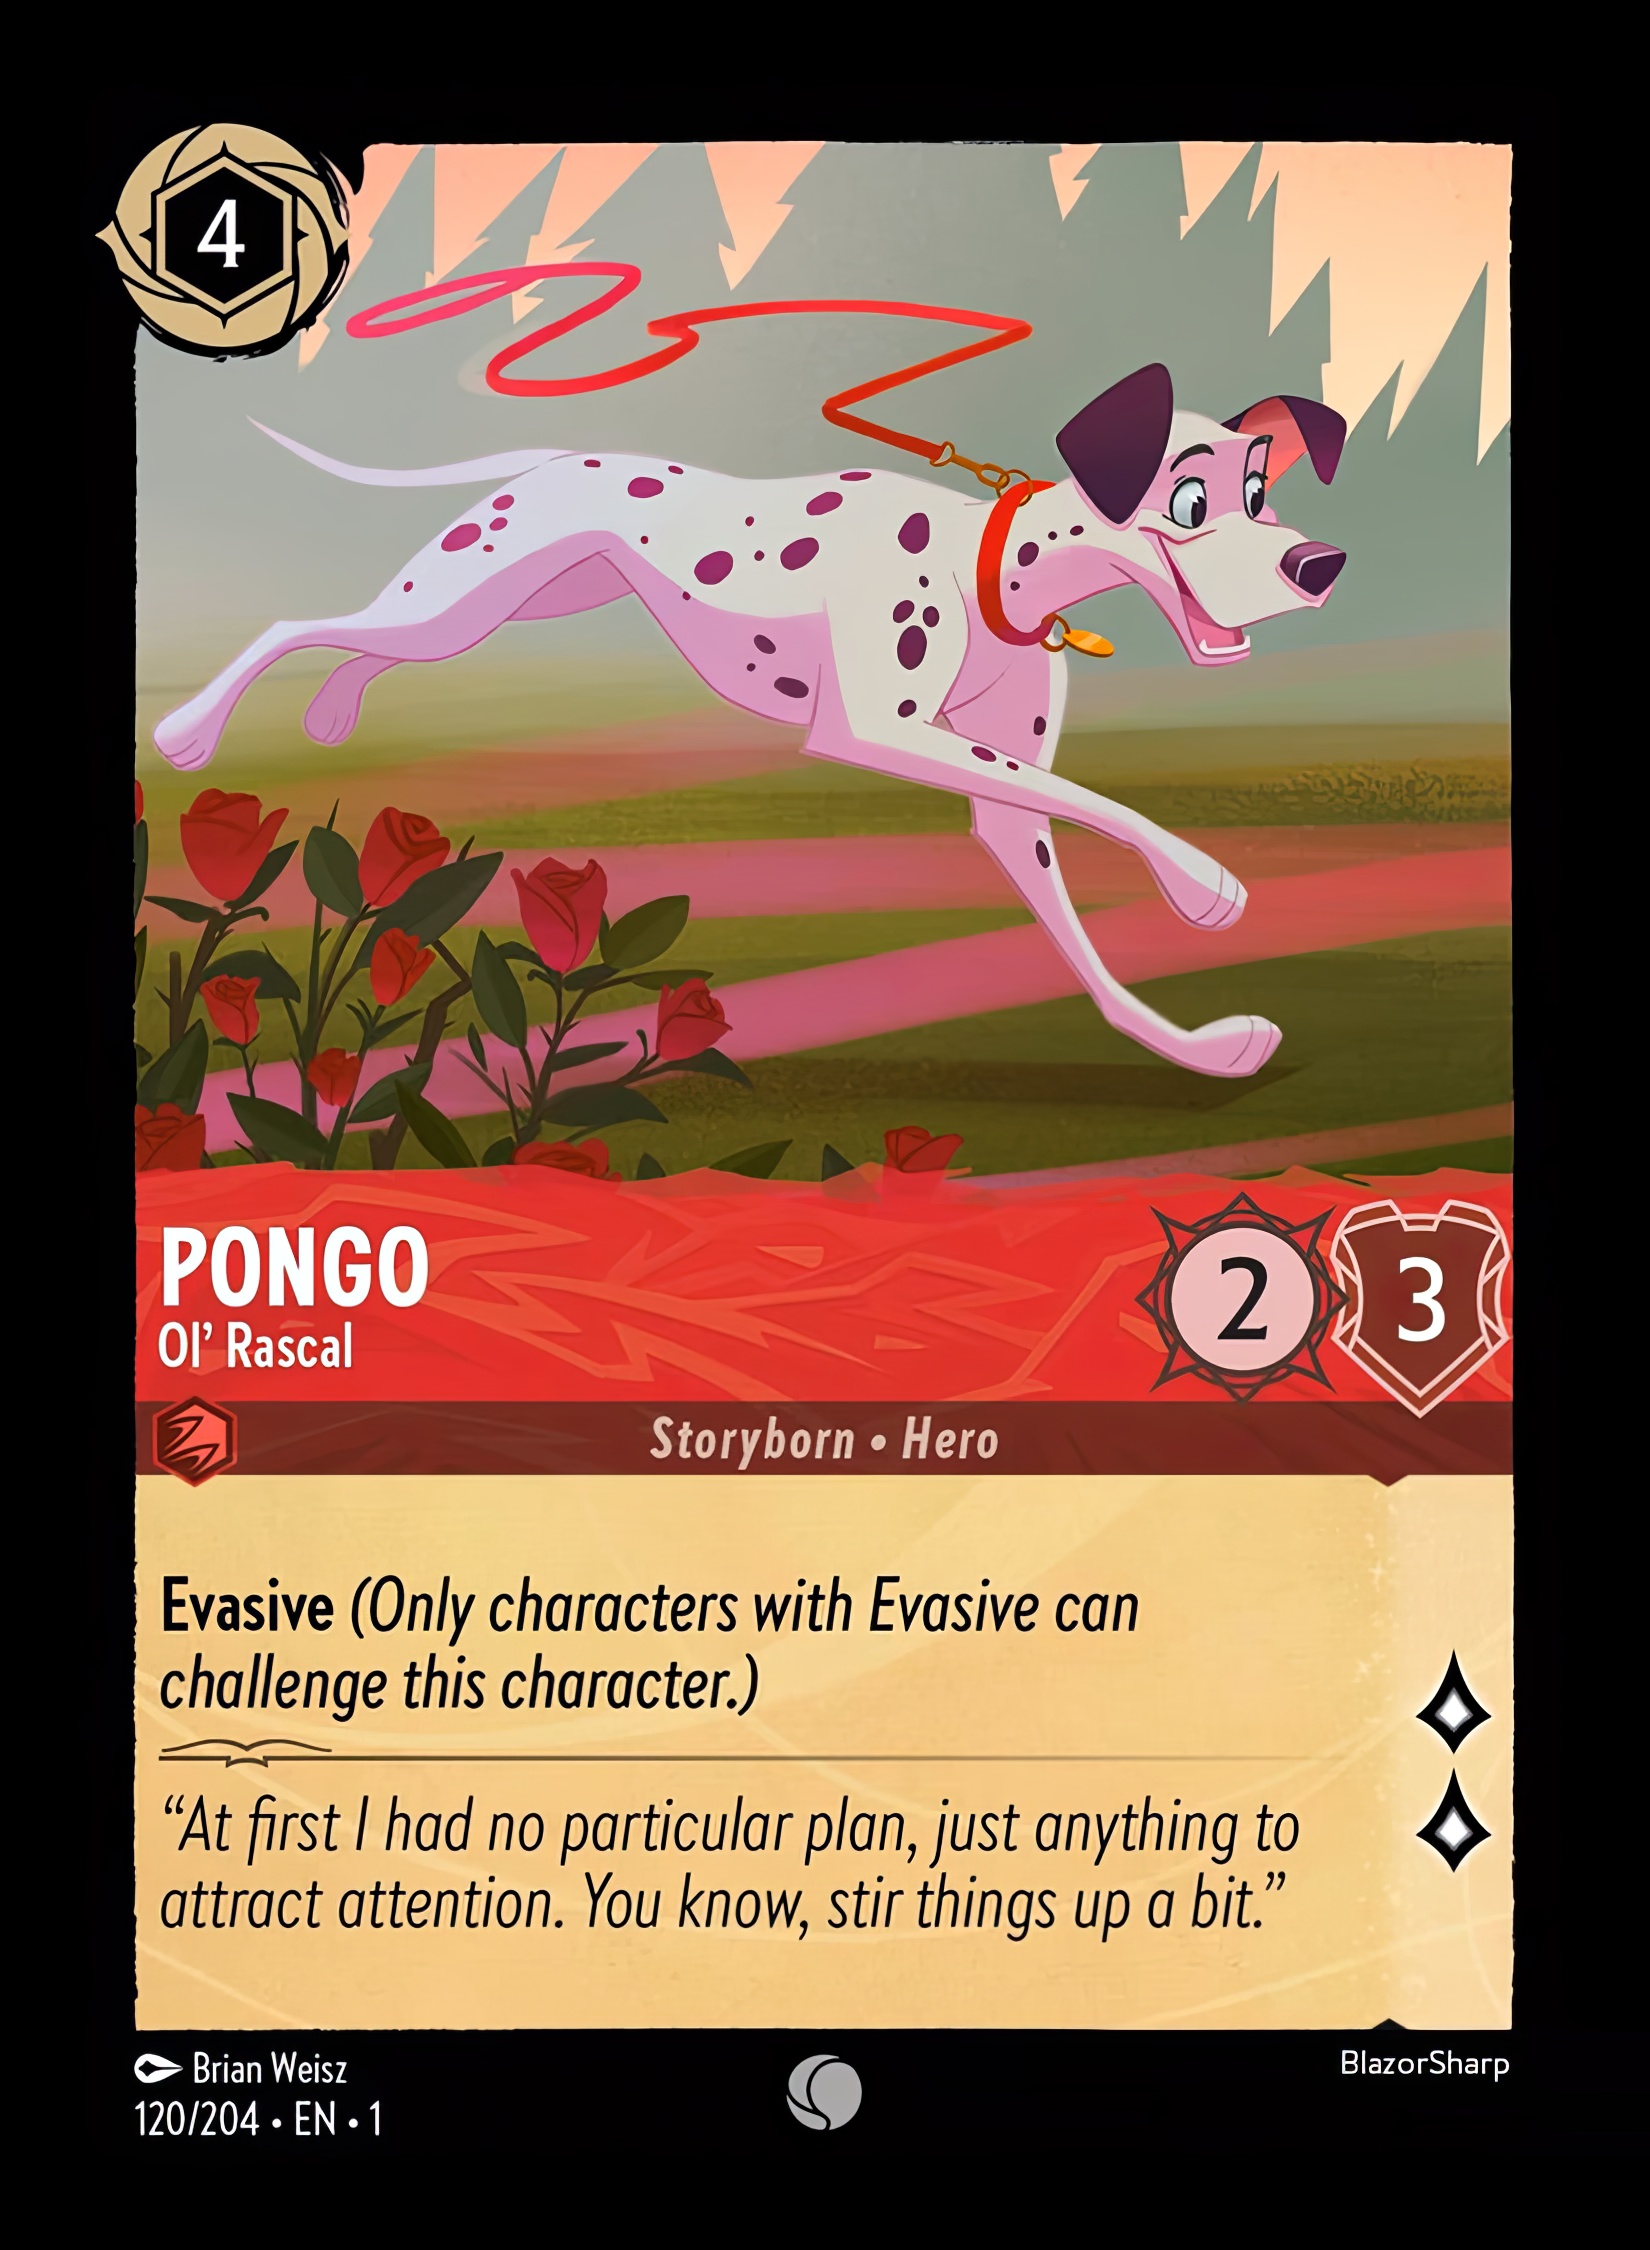 4
PONGO
Ol’ Rascal
2
3
Storyborn • Hero
Evasive (Only characters with Evasive can
challenge this character.)
“At first I had no particular plan, just anything to
attract attention. You know, stir things up a bit.”
Brian Weisz
BlazorSharp
120/204 • EN • 1